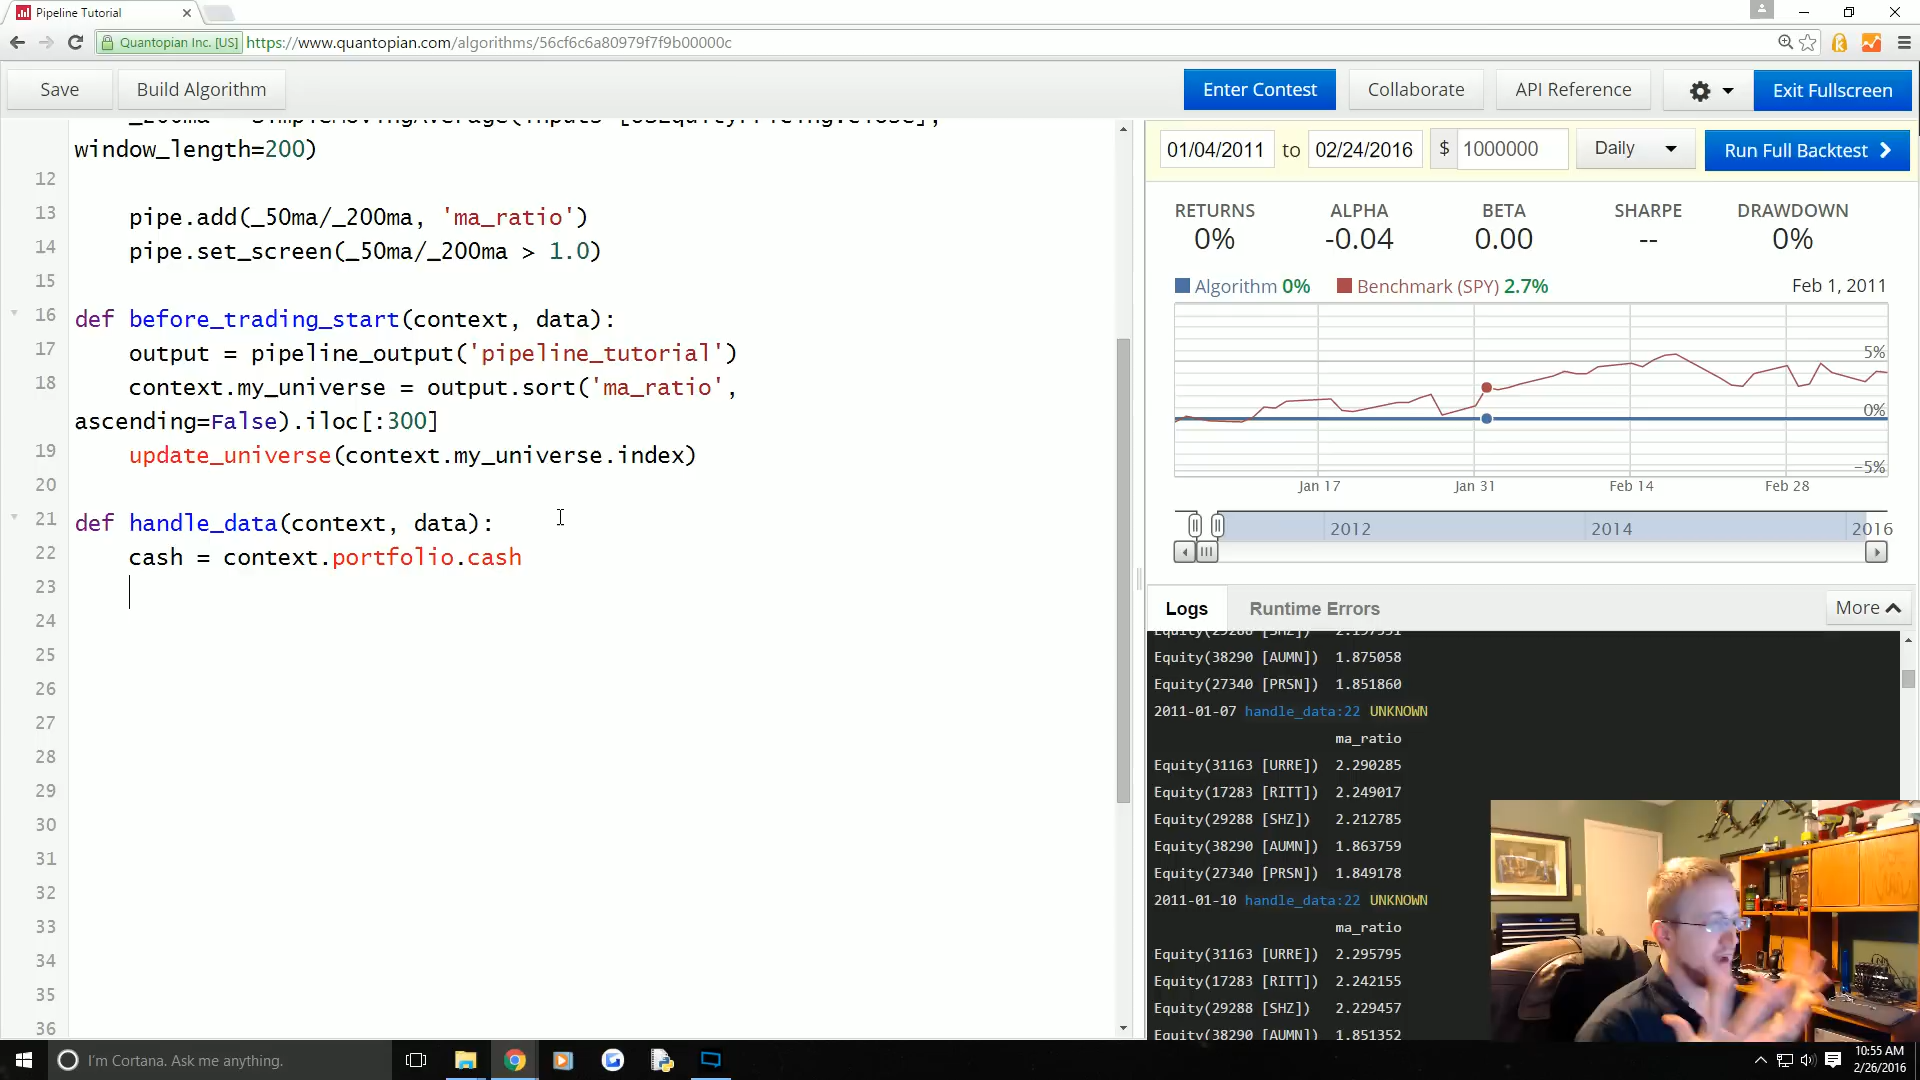 Pipeline Tutorial
Quantopian Inc. [US]
https://www.quantopian.com/algorithms/56cf6c6a80979f7f9b00000c
Save
Build Algorithm
Enter Contest
Collaborate
API Reference
Exit Fullscreen
window_length=200)
12
13 pipe.add(_50ma/_200ma, 'ma_ratio')
14 pipe.set_screen(_50ma/_200ma > 1.0)
15
16 def before_trading_start(context, data):
17 output = pipeline_output('pipeline_tutorial')
18 context.my_universe = output.sort('ma_ratio',
ascending=False).iloc[:300]
19 update_universe(context.my_universe.index)
20
21 def handle_data(context, data):
22 cash = context.portfolio.cash
23
24
25
26
27
28
29
30
31
32
33
34
35
36
01/04/2011 to 02/24/2016 $ 1000000 Daily Run Full Backtest
RETURNS ALPHA BETA SHARPE DRAWDOWN
0% -0.04 0.00 -- 0%
Algorithm 0% Benchmark (SPY) 2.7% Feb 1, 2011
5%
0%
-5%
Jan 17 Jan 31 Feb 14 Feb 28
2012 2014 2016
Logs Runtime Errors More
Equity(38290 [AUMN]) 1.875058
Equity(27340 [PRSN]) 1.851860
2011-01-07 handle_data:22 UNKNOWN
ma_ratio
Equity(31163 [URRE]) 2.290285
Equity(17283 [RITT]) 2.249017
Equity(29288 [SHZ]) 2.212785
Equity(38290 [AUMN]) 1.863759
Equity(27340 [PRSN]) 1.849178
2011-01-10 handle_data:22 UNKNOWN
ma_ratio
Equity(31163 [URRE]) 2.295795
Equity(17283 [RITT]) 2.242155
Equity(29288 [SHZ]) 2.229457
Equity(38290 [AUMN]) 1.851352
I'm Cortana. Ask me anything.
10:55 AM
2/26/2016